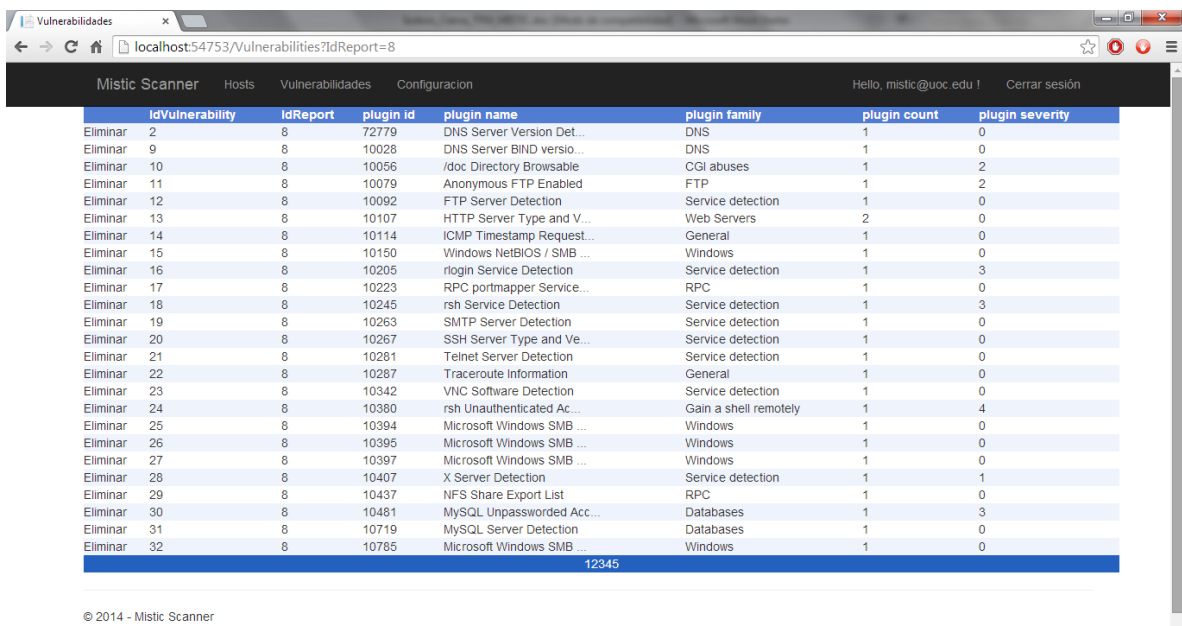 Vulnerabilidades
localhost:54753/Vulnerabilities?IdReport=8
Mistic Scanner Hosts Vulnerabilidades Configuracion Hello, mistic@uoc.edu ! Cerrar sesión
IdVulnerability IdReport plugin id plugin name plugin family plugin count plugin severity
Eliminar 2 8 72779 DNS Server Version Det... DNS 1 0
Eliminar 9 8 10028 DNS Server BIND versio... DNS 1 0
Eliminar 10 8 10056 /doc Directory Browsable CGI abuses 1 2
Eliminar 11 8 10079 Anonymous FTP Enabled FTP 1 2
Eliminar 12 8 10092 FTP Server Detection Service detection 1 0
Eliminar 13 8 10107 HTTP Server Type and V... Web Servers 2 0
Eliminar 14 8 10114 ICMP Timestamp Request... General 1 0
Eliminar 15 8 10150 Windows NetBIOS / SMB ... Windows 1 0
Eliminar 16 8 10205 rlogin Service Detection Service detection 1 3
Eliminar 17 8 10223 RPC portmapper Service... RPC 1 0
Eliminar 18 8 10245 rsh Service Detection Service detection 1 3
Eliminar 19 8 10263 SMTP Server Detection Service detection 1 0
Eliminar 20 8 10267 SSH Server Type and Ve... Service detection 1 0
Eliminar 21 8 10281 Telnet Server Detection Service detection 1 0
Eliminar 22 8 10287 Traceroute Information General 1 0
Eliminar 23 8 10342 VNC Software Detection Service detection 1 0
Eliminar 24 8 10380 rsh Unauthenticated Ac... Gain a shell remotely 1 4
Eliminar 25 8 10394 Microsoft Windows SMB ... Windows 1 0
Eliminar 26 8 10395 Microsoft Windows SMB ... Windows 1 0
Eliminar 27 8 10397 Microsoft Windows SMB ... Windows 1 0
Eliminar 28 8 10407 X Server Detection Service detection 1 1
Eliminar 29 8 10437 NFS Share Export List RPC 1 0
Eliminar 30 8 10481 MySQL Unpassworded Acc... Databases 1 3
Eliminar 31 8 10719 MySQL Server Detection Databases 1 0
Eliminar 32 8 10785 Microsoft Windows SMB ... Windows 1 0
12345
© 2014 - Mistic Scanner